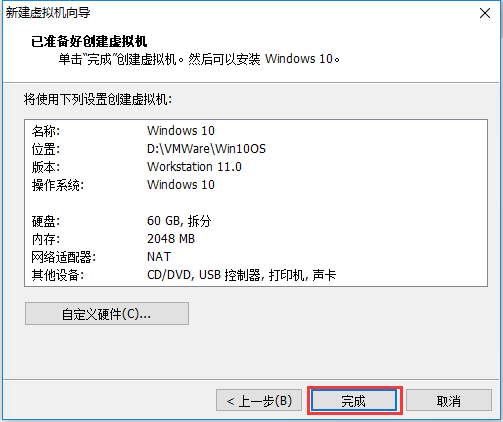 新建虚拟机向导
已准备好创建虚拟机
单击"完成"创建虚拟机。然后可以安装 Windows 10。
将使用下列设置创建虚拟机:
名称: Windows 10
位置: D:\VMWare\Win10OS
版本: Workstation 11.0
操作系统: Windows 10
硬盘: 60 GB, 拆分
内存: 2048 MB
网络适配器: NAT
其他设备: CD/DVD, USB 控制器, 打印机, 声卡
自定义硬件(C)...
< 上一步(B) 完成 取消